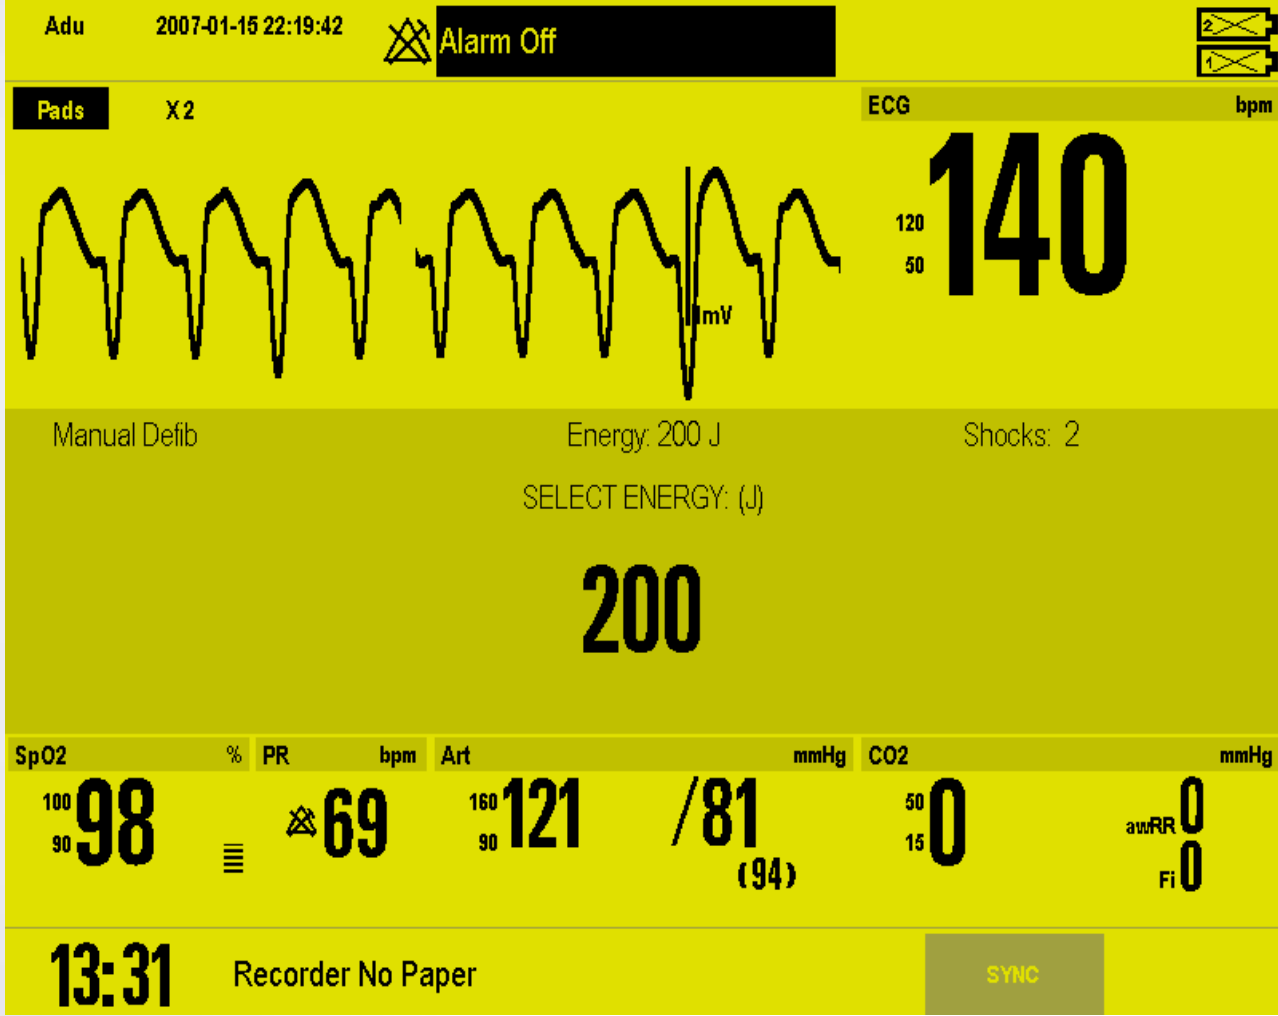 Adu 2007-01-15 22:19:42 Alarm Off 2
1
Pads X 2 ECG bpm
140
120
50
1mV
Manual Defib Energy: 200 J Shocks: 2
SELECT ENERGY: (J)
200
SpO2 % PR bpm Art mmHg CO2 mmHg
100 98 69 160 121 /81 50 0 awRR 0
90 90 (94) 15 Fi 0
13:31 Recorder No Paper SYNC